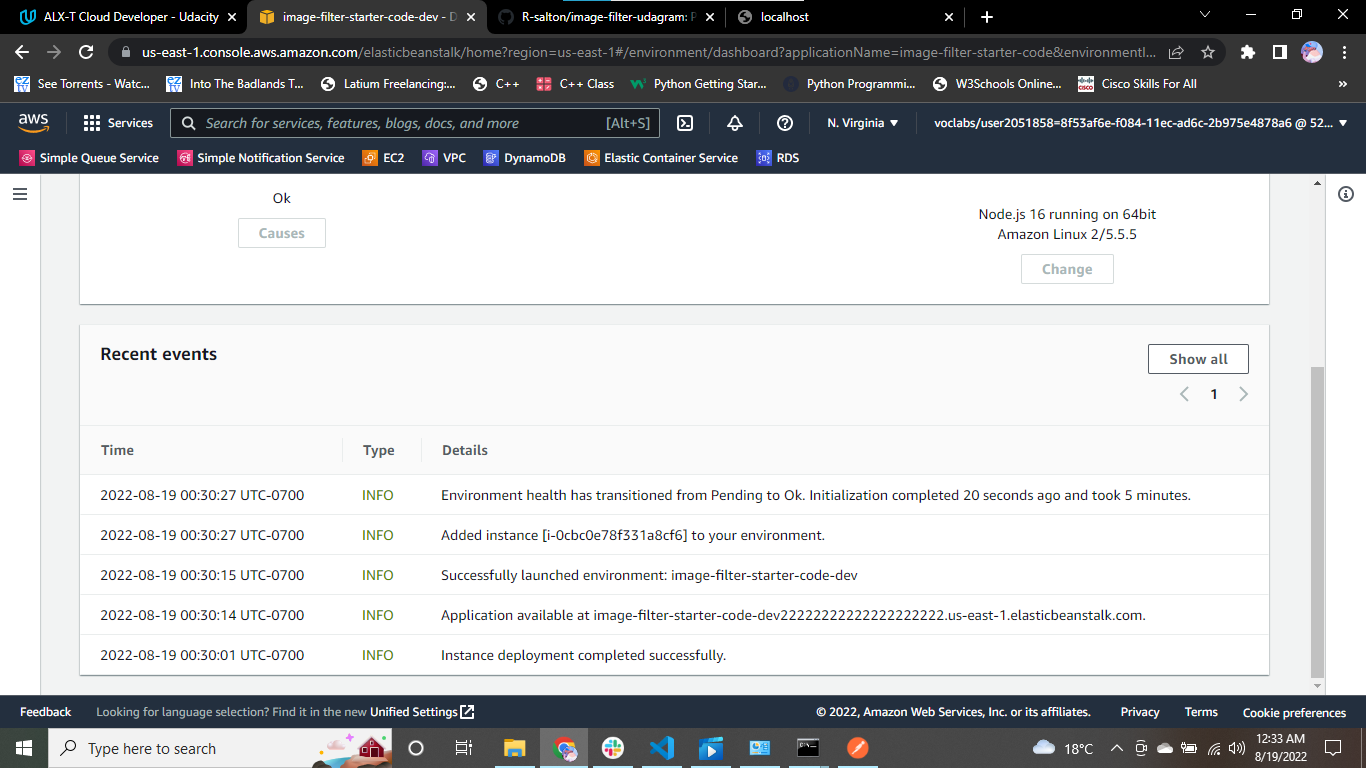 ALX-T Cloud Developer - Udacity
image-filter-starter-code-dev - D
R-salton/image-filter-udagram: P
localhost
us-east-1.console.aws.amazon.com/elasticbeanstalk/home?region=us-east-1#/environment/dashboard?applicationName=image-filter-starter-code&environmentI...
See Torrents - Watc...
Into The Badlands T...
Latium Freelancing:...
C++
C++ Class
Python Getting Star...
Python Programmi...
W3Schools Online...
Cisco Skills For All
»
aws
Services
Search for services, features, blogs, docs, and more
[Alt+S]
N. Virginia
voclabs/user2051858=8f53af6e-f084-11ec-ad6c-2b975e4878a6 @ 52...
Simple Queue Service
Simple Notification Service
EC2
VPC
DynamoDB
Elastic Container Service
RDS
Ok
Causes
Node.js 16 running on 64bit
Amazon Linux 2/5.5.5
Change
Recent events
Show all
1
Time Type Details
2022-08-19 00:30:27 UTC-0700 INFO Environment health has transitioned from Pending to Ok. Initialization completed 20 seconds ago and took 5 minutes.
2022-08-19 00:30:27 UTC-0700 INFO Added instance [i-0cbc0e78f331a8cf6] to your environment.
2022-08-19 00:30:15 UTC-0700 INFO Successfully launched environment: image-filter-starter-code-dev
2022-08-19 00:30:14 UTC-0700 INFO Application available at image-filter-starter-code-dev22222222222222222222.us-east-1.elasticbeanstalk.com.
2022-08-19 00:30:01 UTC-0700 INFO Instance deployment completed successfully.
Feedback
Looking for language selection? Find it in the new Unified Settings
© 2022, Amazon Web Services, Inc. or its affiliates.
Privacy
Terms
Cookie preferences
Type here to search
18°C
12:33 AM
8/19/2022